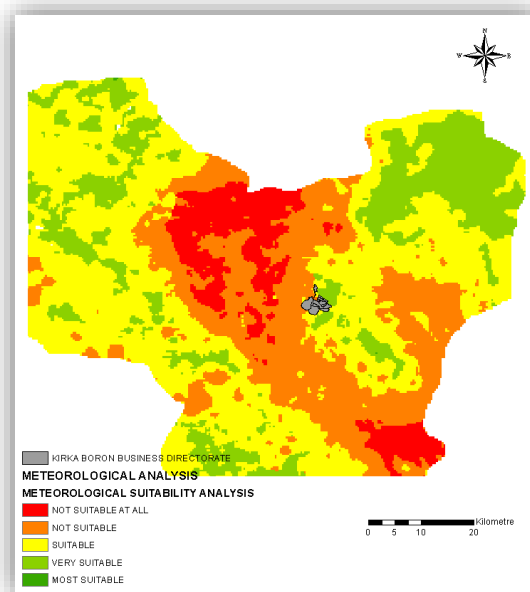 N
W E
S
KIRKA BORON BUSINESS DIRECTORATE
METEOROLOGICAL ANALYSIS
METEOROLOGICAL SUITABILITY ANALYSIS
NOT SUITABLE AT ALL
NOT SUITABLE
SUITABLE
VERY SUITABLE
MOST SUITABLE
Kilometre
0 5 10 20